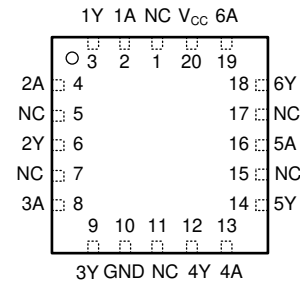 1Y 1A NC VCC 6A
3 2 1 20 19
2A 4 18 6Y
NC 5 17 NC
2Y 6 16 5A
NC 7 15 NC
3A 8 14 5Y
9 10 11 12 13
3Y GND NC 4Y 4A